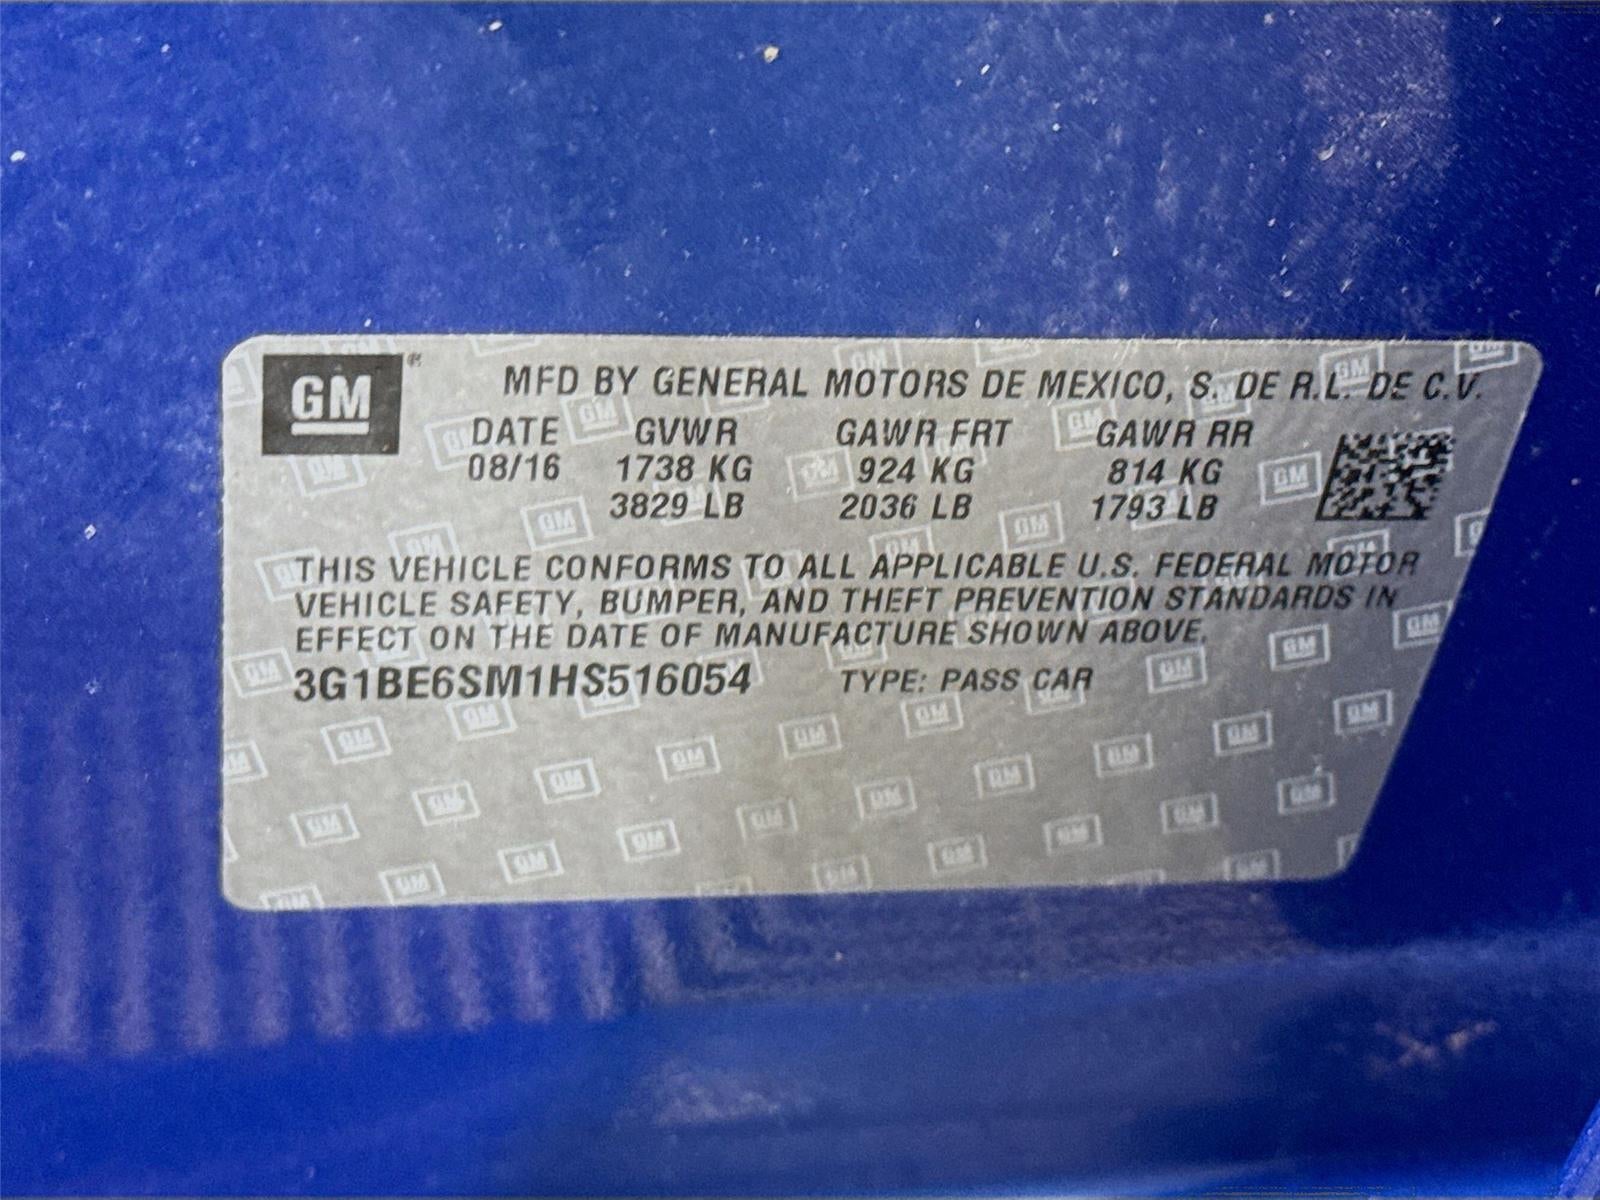 GM
MFD BY GENERAL MOTORS DE MEXICO, S. DE R.L. DE C.V.
DATE GVWR GAWR FRT GAWR RR
08/16 1738 KG 924 KG 814 KG
3829 LB 2036 LB 1793 LB
THIS VEHICLE CONFORMS TO ALL APPLICABLE U.S. FEDERAL MOTOR
VEHICLE SAFETY, BUMPER, AND THEFT PREVENTION STANDARDS IN
EFFECT ON THE DATE OF MANUFACTURE SHOWN ABOVE.
3G1BE6SM1HS516054 TYPE: PASS CAR